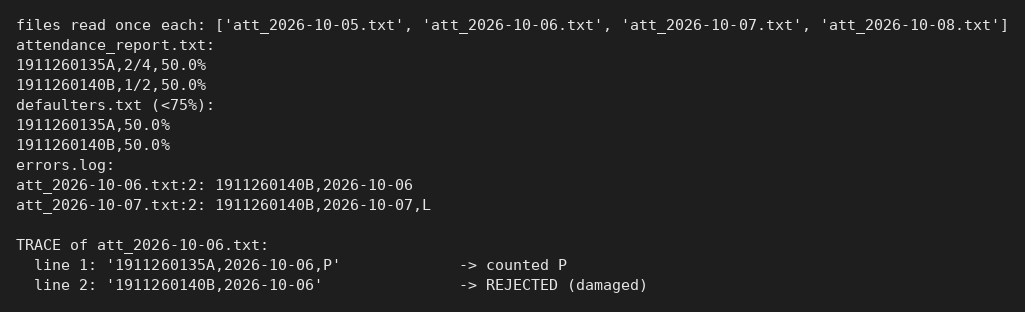 files read once each: ['att_2026-10-05.txt', 'att_2026-10-06.txt', 'att_2026-10-07.txt', 'att_2026-10-08.txt']
attendance_report.txt:
1911260135A,2/4,50.0%
1911260140B,1/2,50.0%
defaulters.txt (<75%):
1911260135A,50.0%
1911260140B,50.0%
errors.log:
att_2026-10-06.txt:2: 1911260140B,2026-10-06
att_2026-10-07.txt:2: 1911260140B,2026-10-07,L
TRACE of att_2026-10-06.txt:
line 1: '1911260135A,2026-10-06,P' -> counted P
line 2: '1911260140B,2026-10-06' -> REJECTED (damaged)